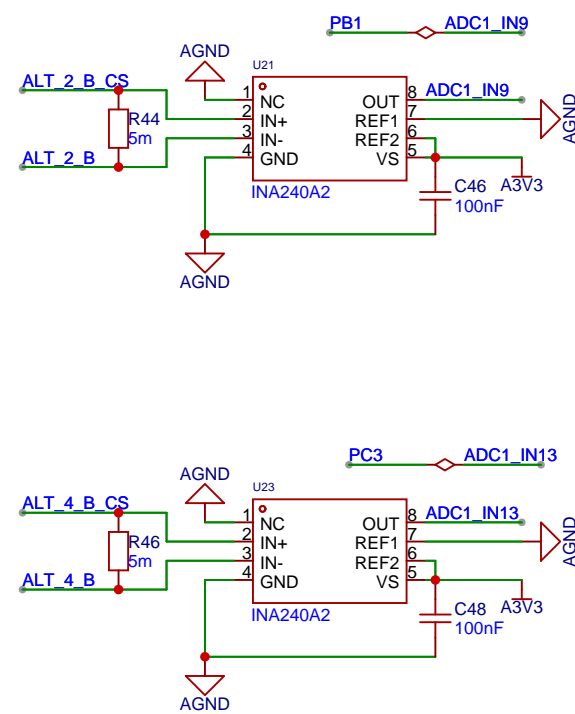 PB1 ADC1_IN9
AGND
U21
ALT_2_B_CS
1 NC OUT 8 ADC1_IN9
R44 2 IN+ REF1 7 AGND
5m 3 IN- REF2 6
ALT_2_B 4 GND VS 5
C46 A3V3
INA240A2 100nF
AGND
PC3 ADC1_IN13
AGND
U23
ALT_4_B_CS
1 NC OUT 8 ADC1_IN13
R46 2 IN+ REF1 7 AGND
5m 3 IN- REF2 6
ALT_4_B 4 GND VS 5
C48 A3V3
INA240A2 100nF
AGND